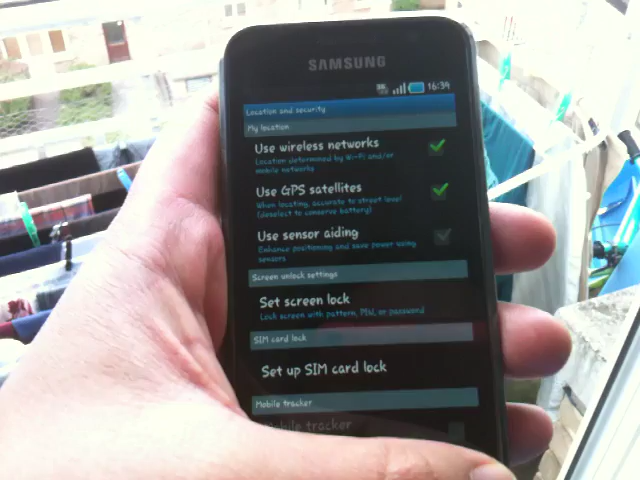 SAMSUNG
16:39
Location and security
My location
Use wireless networks
Location determined by Wi-Fi and/or
mobile networks
Use GPS satellites
When locating, accurate to street level
(deselect to conserve battery)
Use sensor aiding
Enhance positioning and save power using
sensors
Screen unlock settings
Set screen lock
Lock screen with pattern, PIN, or password
SIM card lock
Set up SIM card lock
Mobile tracker
Mobile tracker